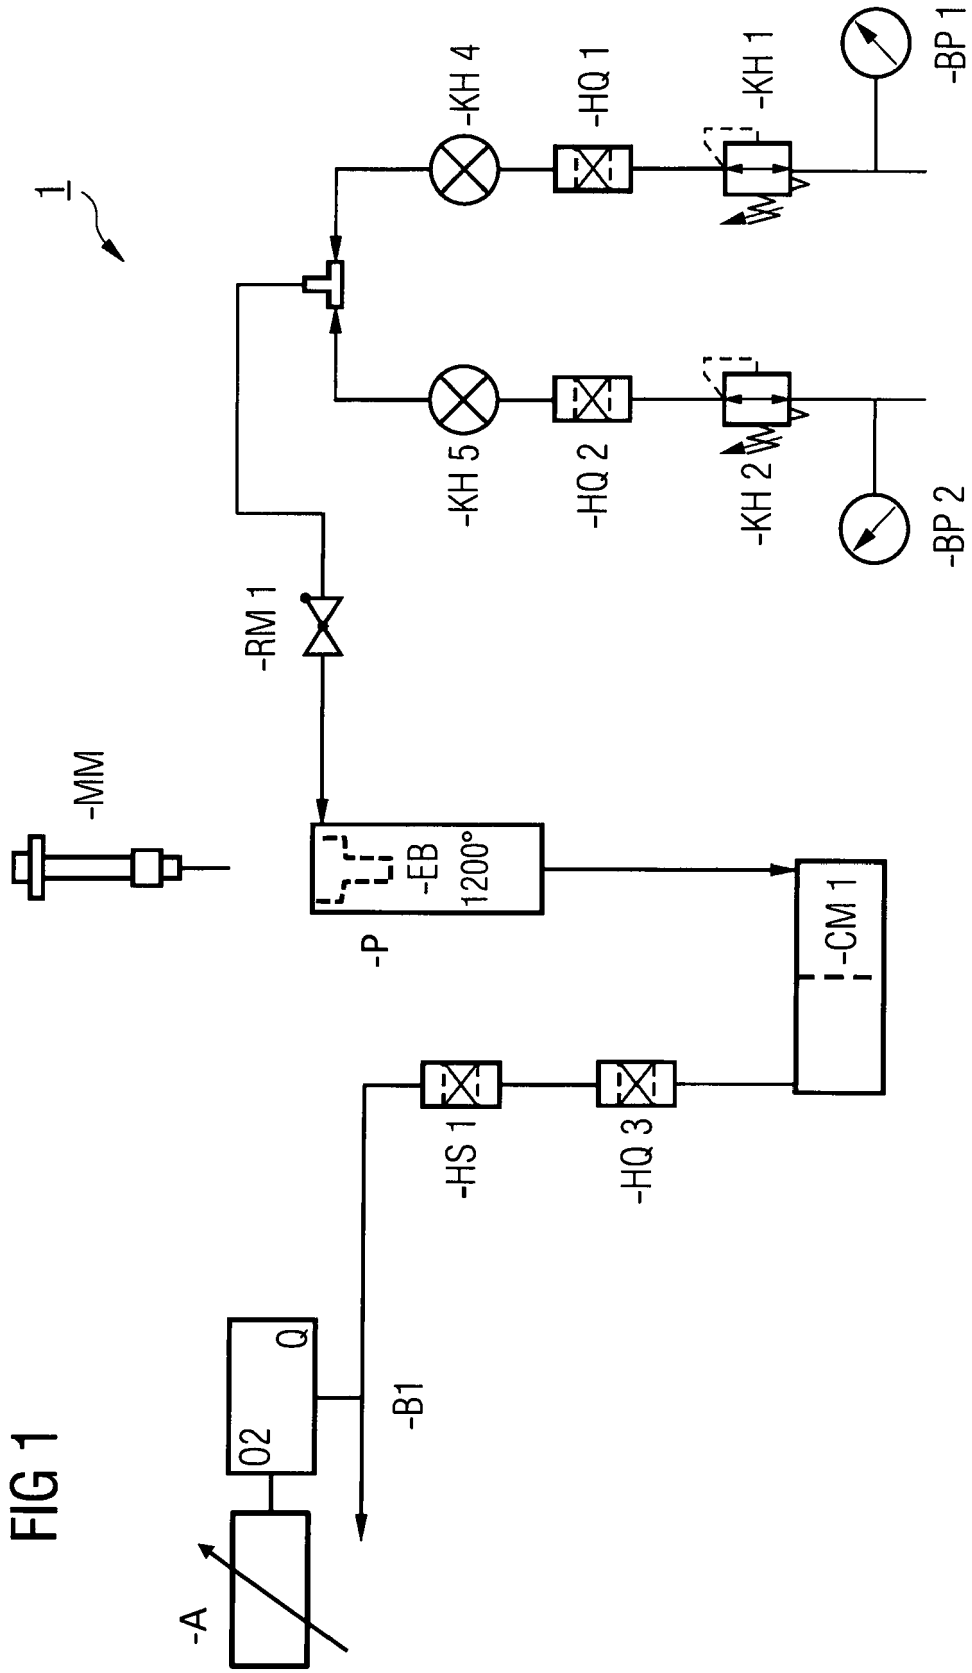 FIG 1
1
-MM
-A
O2
Q
-B1
-HS 1
-HQ 3
-P
-EB
1200°
-CM 1
-RM 1
-KH 5
-HQ 2
-KH 2
-BP 2
-KH 4
-HQ 1
-KH 1
-BP 1